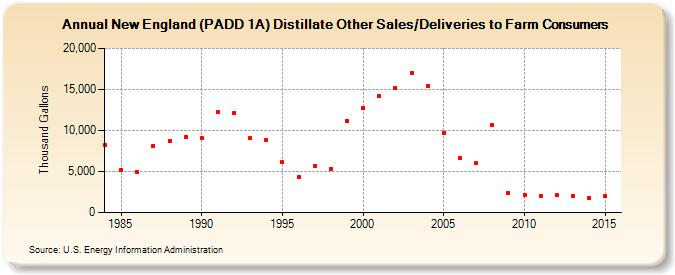 Annual New England (PADD 1A) Distillate Other Sales/Deliveries to Farm Consumers
Thousand Gallons
20,000
15,000
10,000
5,000
0
1985 1990 1995 2000 2005 2010 2015
Source: U.S. Energy Information Administration